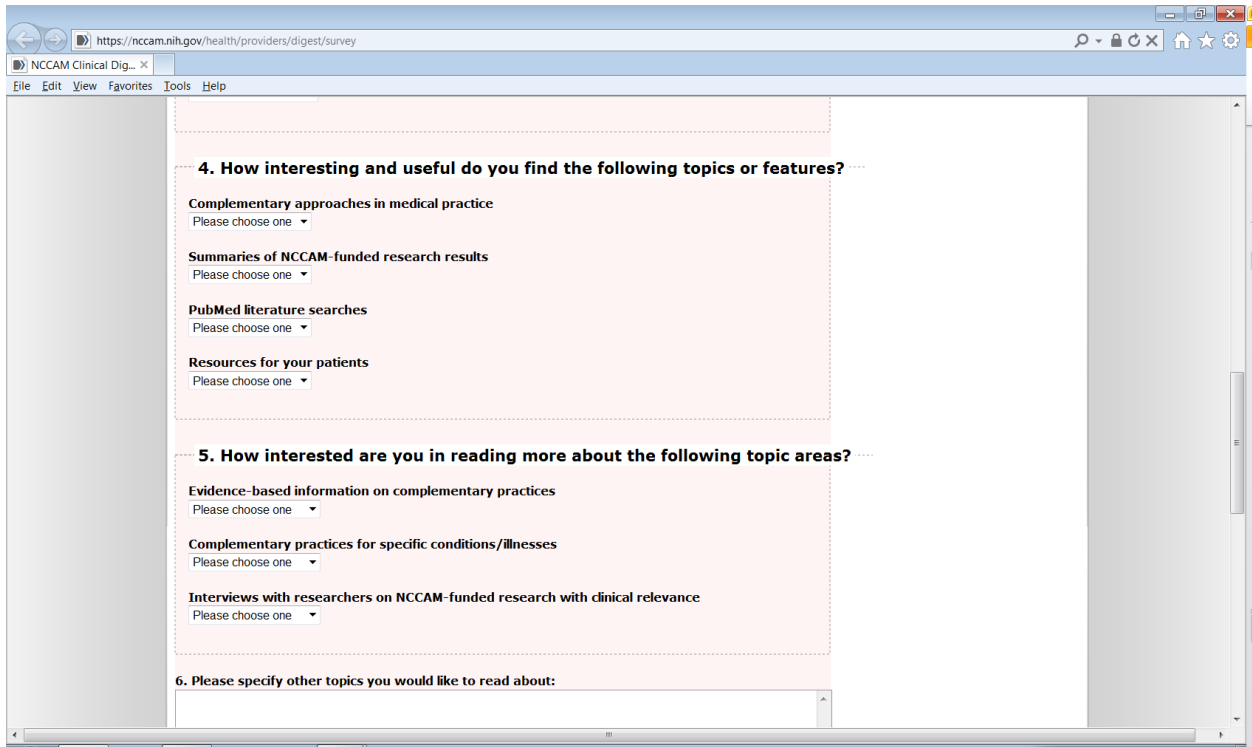 https://nccam.nih.gov/health/providers/digest/survey
NCCAM Clinical Dig...
File Edit View Favorites Tools Help
4. How interesting and useful do you find the following topics or features?
Complementary approaches in medical practice
Please choose one
Summaries of NCCAM-funded research results
Please choose one
PubMed literature searches
Please choose one
Resources for your patients
Please choose one
5. How interested are you in reading more about the following topic areas?
Evidence-based information on complementary practices
Please choose one
Complementary practices for specific conditions/illnesses
Please choose one
Interviews with researchers on NCCAM-funded research with clinical relevance
Please choose one
6. Please specify other topics you would like to read about: